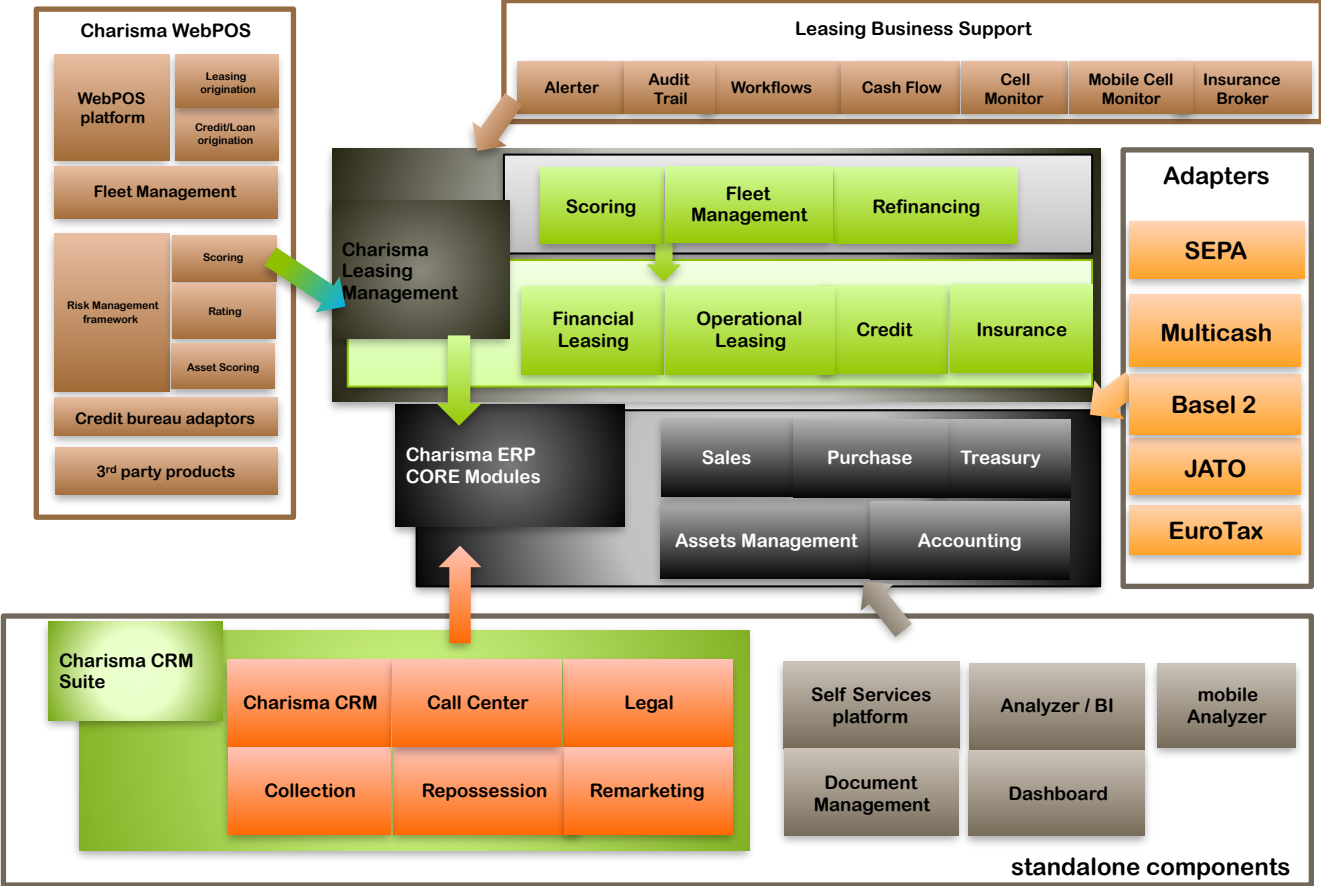 Charisma WebPOS
WebPOS
platform
Leasing
origination
Credit/Loan
origination
Fleet Management
Risk Management
framework
Scoring
Rating
Asset Scoring
Credit bureau adaptors
3rd party products
Leasing Business Support
Alerter
Audit
Trail
Workflows
Cash Flow
Cell
Monitor
Mobile Cell
Monitor
Insurance
Broker
Charisma
Leasing
Management
Scoring
Fleet
Management
Refinancing
Financial
Leasing
Operational
Leasing
Credit
Insurance
Charisma ERP
CORE Modules
Sales
Purchase
Treasury
Assets Management
Accounting
Adapters
SEPA
Multicash
Basel 2
JATO
EuroTax
Charisma CRM
Suite
Charisma CRM
Call Center
Legal
Collection
Repossession
Remarketing
Self Services
platform
Analyzer / BI
mobile
Analyzer
Document
Management
Dashboard
standalone components